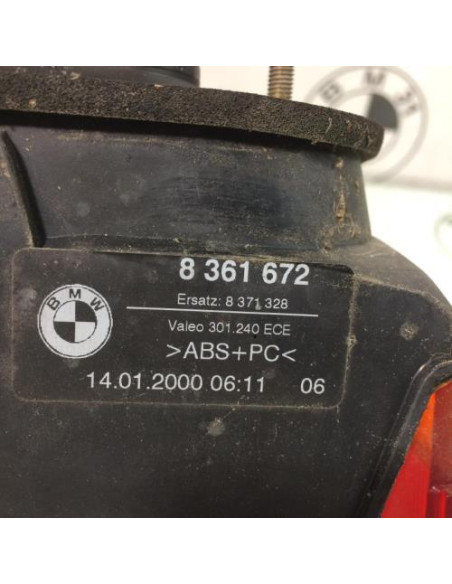 BMW
8 361 672
Ersatz: 8 371 328
Valeo 301.240 ECE
>ABS+PC<
BMW
14.01.2000 06:11 06